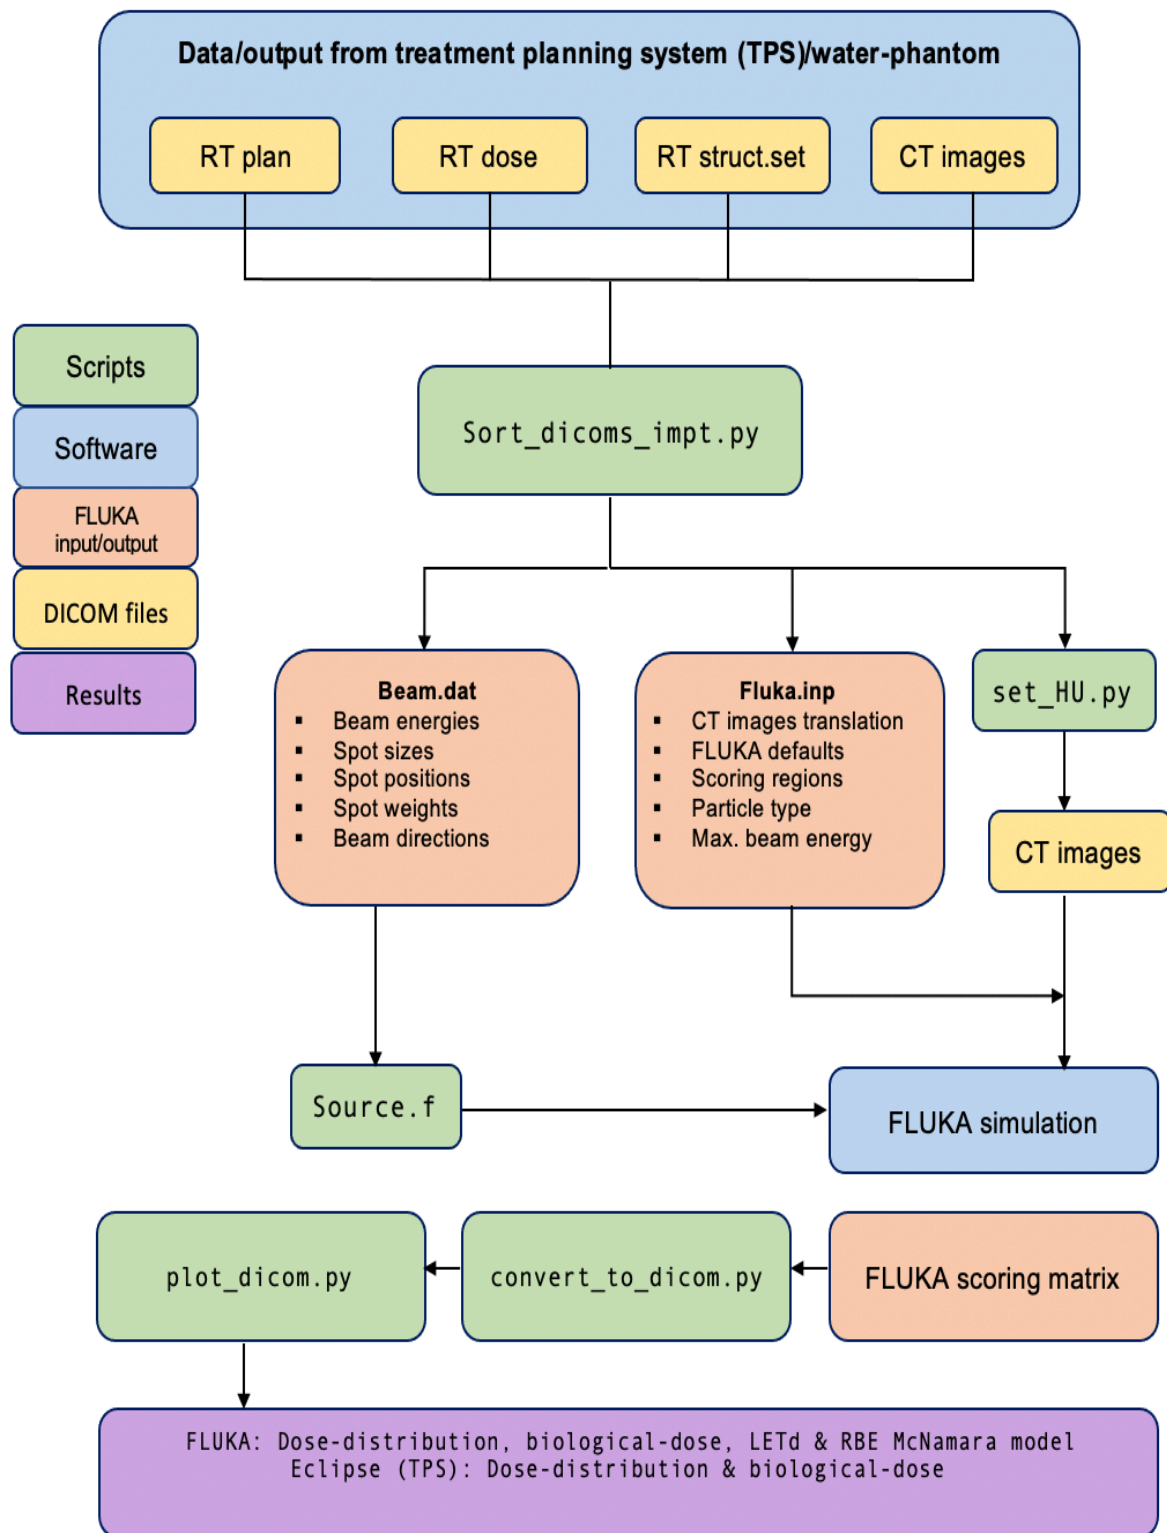 Data/output from treatment planning system (TPS)/water-phantom
RT plan
RT dose
RT struct.set
CT images
Scripts
Software
FLUKA
input/output
DICOM files
Results
Sort_dicoms_impt.py
Beam.dat
▪ Beam energies
▪ Spot sizes
▪ Spot positions
▪ Spot weights
▪ Beam directions
Fluka.inp
▪ CT images translation
▪ FLUKA defaults
▪ Scoring regions
▪ Particle type
▪ Max. beam energy
set_HU.py
CT images
Source.f
FLUKA simulation
plot_dicom.py
convert_to_dicom.py
FLUKA scoring matrix
FLUKA: Dose-distribution, biological-dose, LETd & RBE McNamara model
Eclipse (TPS): Dose-distribution & biological-dose